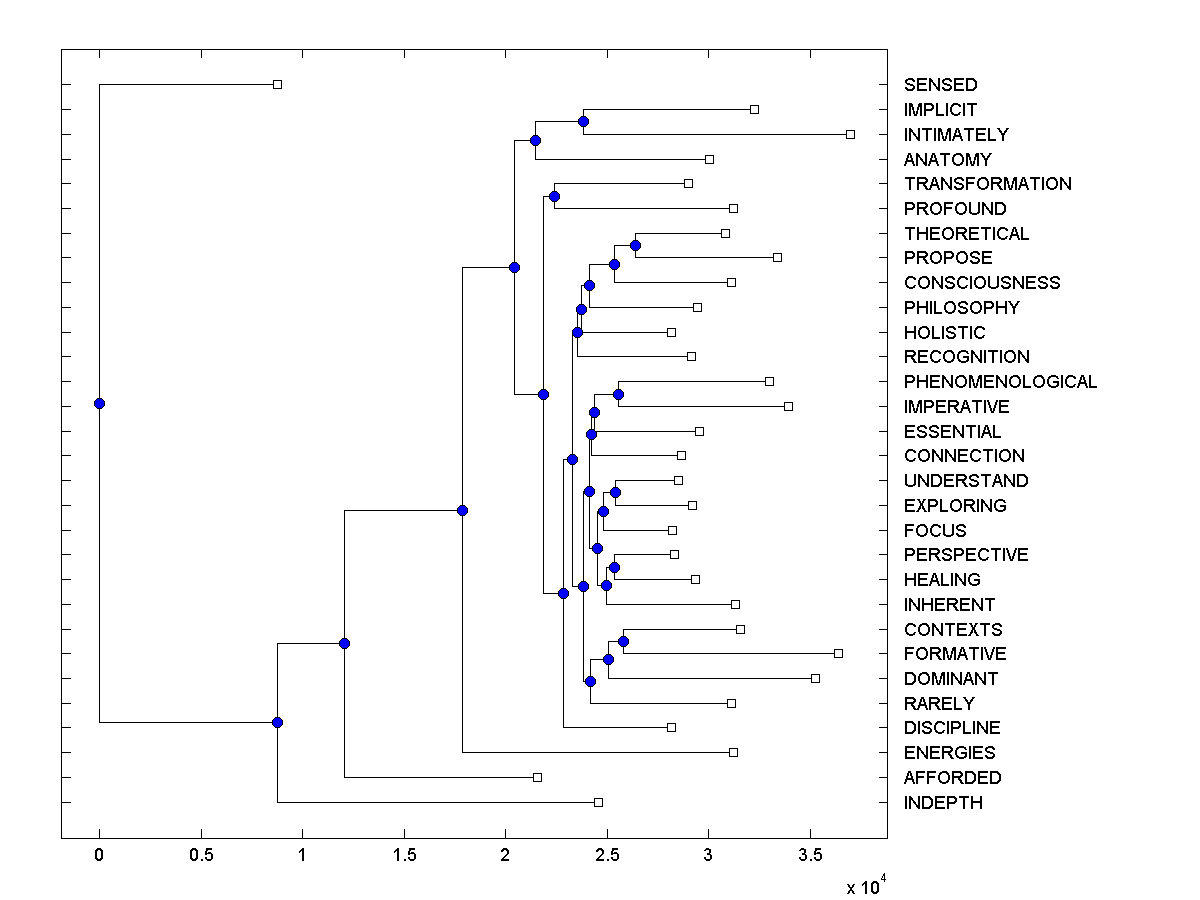 SENSED
IMPLICIT
INTIMATELY
ANATOMY
TRANSFORMATION
PROFOUND
THEORETICAL
PROPOSE
CONSCIOUSNESS
PHILOSOPHY
HOLISTIC
RECOGNITION
PHENOMENOLOGICAL
IMPERATIVE
ESSENTIAL
CONNECTION
UNDERSTAND
EXPLORING
FOCUS
PERSPECTIVE
HEALING
INHERENT
CONTEXTS
FORMATIVE
DOMINANT
RARELY
DISCIPLINE
ENERGIES
AFFORDED
INDEPTH
0 0.5 1 1.5 2 2.5 3 3.5
x 10^4